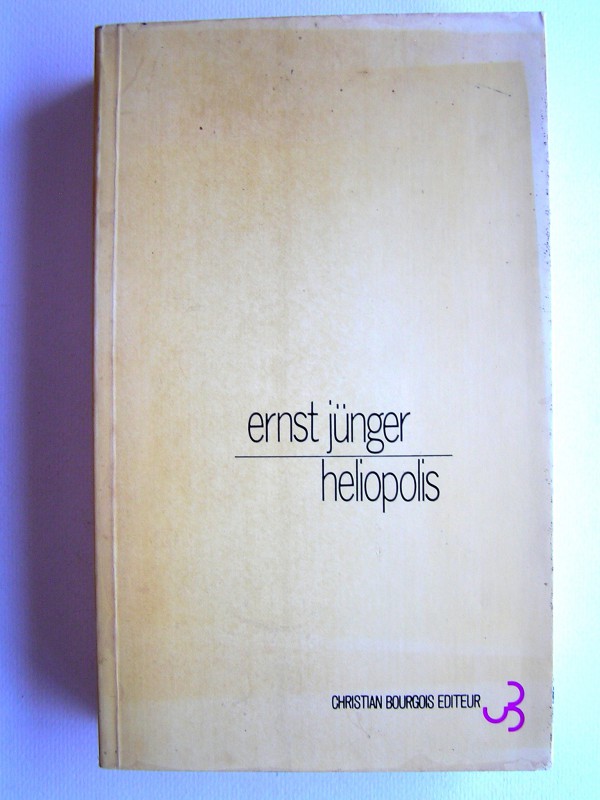 ernst jünger
heliopolis
CHRISTIAN BOURGOIS EDITEUR